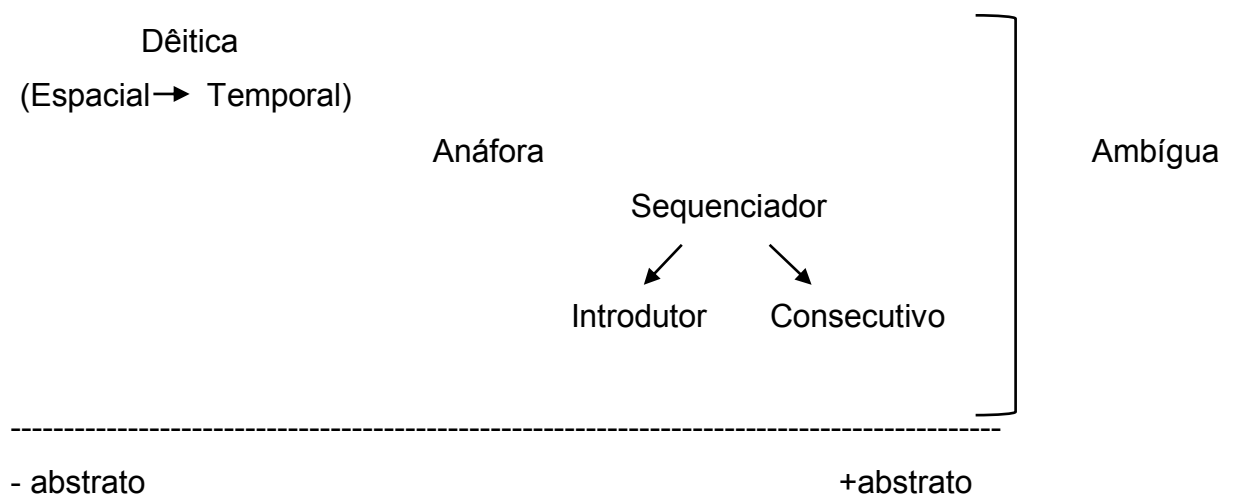 Dêitica
(Espacial → Temporal)
Anáfora Ambígua
Sequenciador
Introdutor Consecutivo
- abstrato +abstrato